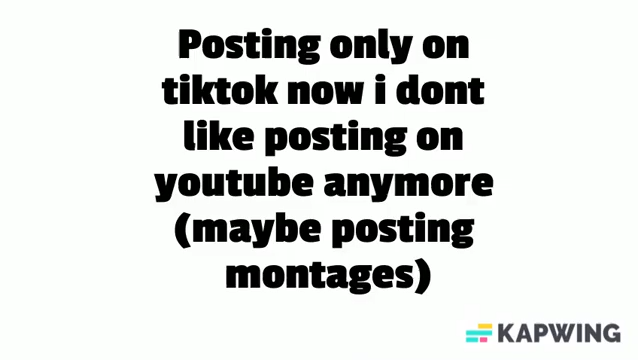 Posting only on
tiktok now i dont
like posting on
youtube anymore
(maybe posting
montages)
KAPWING